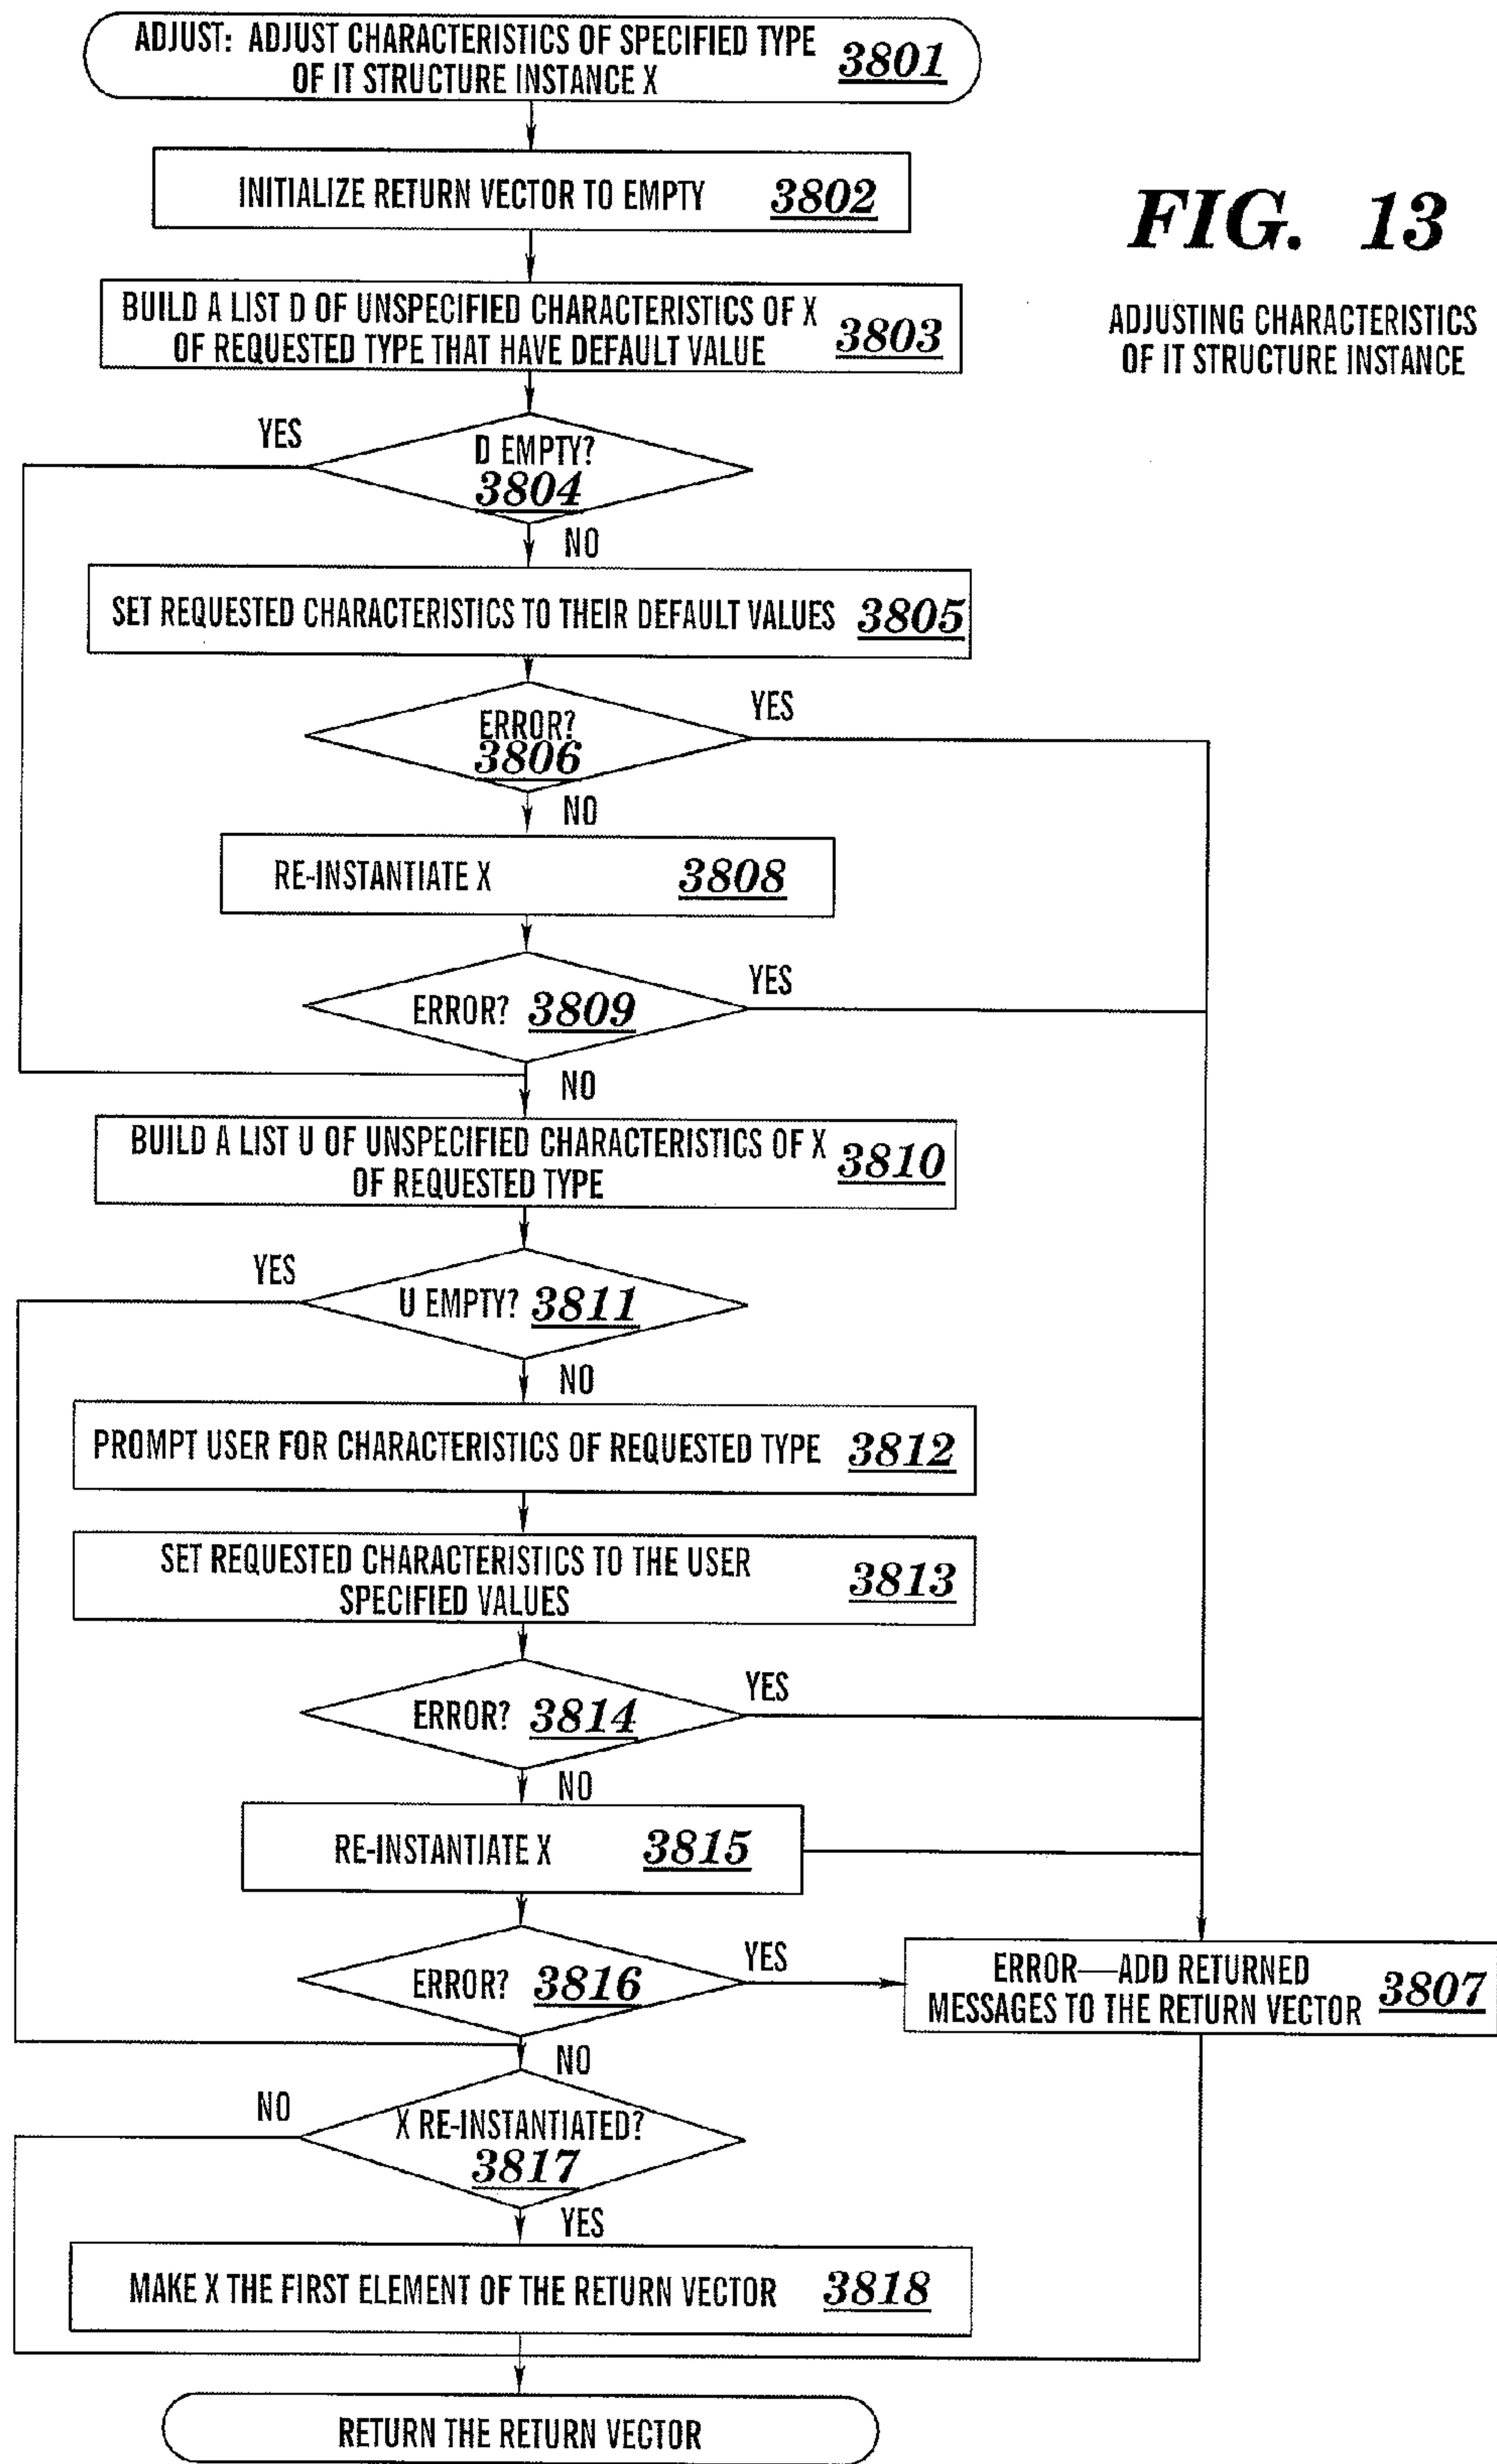 ADJUST: ADJUST CHARACTERISTICS OF SPECIFIED TYPE
OF IT STRUCTURE INSTANCE X
3801
INITIALIZE RETURN VECTOR TO EMPTY 3802
FIG. 13
ADJUSTING CHARACTERISTICS
OF IT STRUCTURE INSTANCE
BUILD A LIST D OF UNSPECIFIED CHARACTERISTICS OF X
OF REQUESTED TYPE THAT HAVE DEFAULT VALUE
3803
YES
D EMPTY?
3804
NO
SET REQUESTED CHARACTERISTICS TO THEIR DEFAULT VALUES 3805
YES
ERROR?
3806
NO
RE-INSTANTIATE X 3808
YES
ERROR? 3809
NO
BUILD A LIST U OF UNSPECIFIED CHARACTERISTICS OF X
OF REQUESTED TYPE
3810
YES
U EMPTY? 3811
NO
PROMPT USER FOR CHARACTERISTICS OF REQUESTED TYPE 3812
SET REQUESTED CHARACTERISTICS TO THE USER
SPECIFIED VALUES
3813
YES
ERROR? 3814
NO
RE-INSTANTIATE X 3815
YES
ERROR? 3816
ERROR—ADD RETURNED
MESSAGES TO THE RETURN VECTOR
3807
NO
NO
X RE-INSTANTIATED?
3817
YES
MAKE X THE FIRST ELEMENT OF THE RETURN VECTOR 3818
RETURN THE RETURN VECTOR